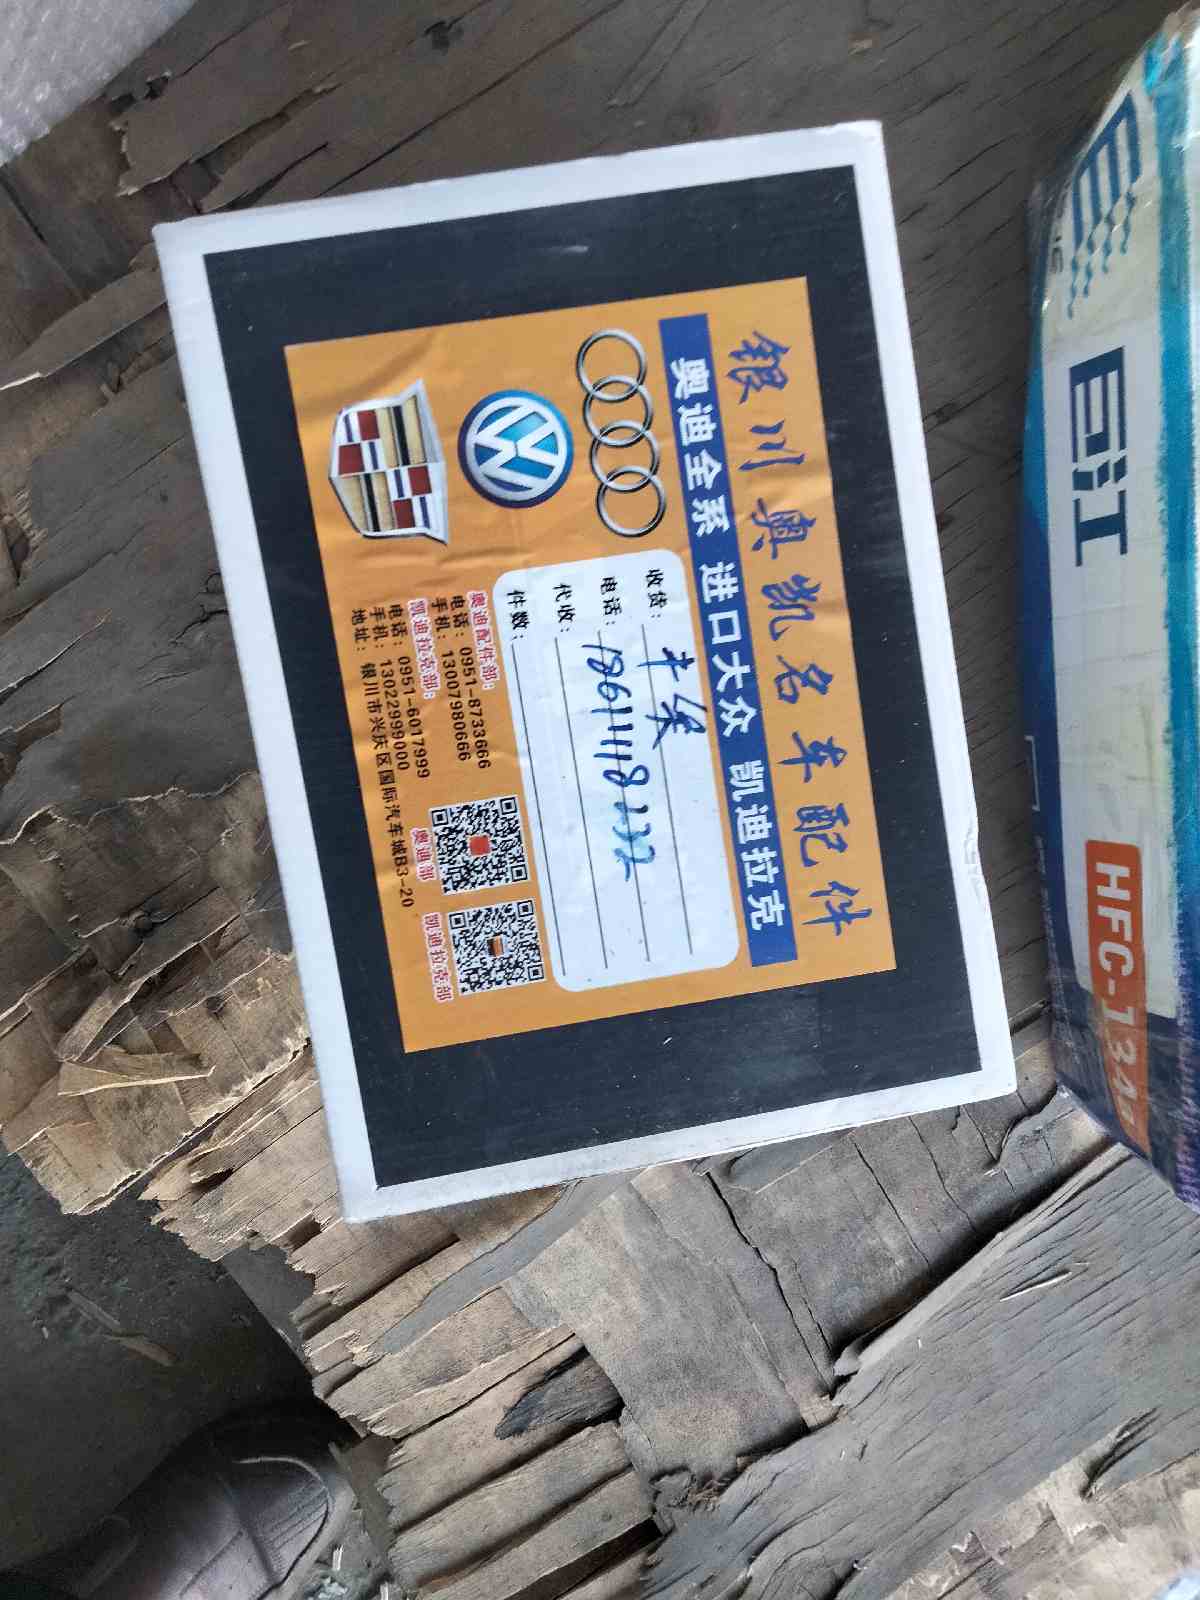 银川奥凯名车配件
奥迪全系 进口大众 凯迪拉克
收货:
电话:
代收:
件数:
奥迪配件部:
电话: 0951-8733666
手机: 13007980666
凯迪拉克部:
电话: 0951-6017999
手机: 13022999000
地址: 银川市兴庆区国际汽车城B3-20
奥迪部
凯迪拉克部
HFC-134a